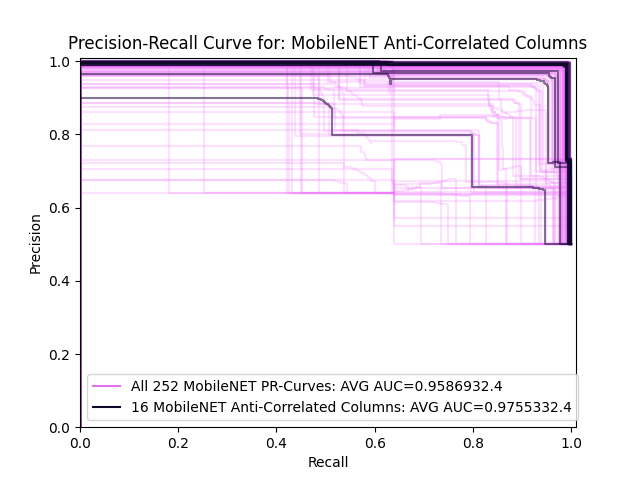 Precision-Recall Curve for: MobileNET Anti-Correlated Columns
1.0
0.8
0.6
0.4
0.2
0.0
Precision
All 252 MobileNET PR-Curves: AVG AUC=0.9586932.4
16 MobileNET Anti-Correlated Columns: AVG AUC=0.9755332.4
0.0 0.2 0.4 0.6 0.8 1.0
Recall